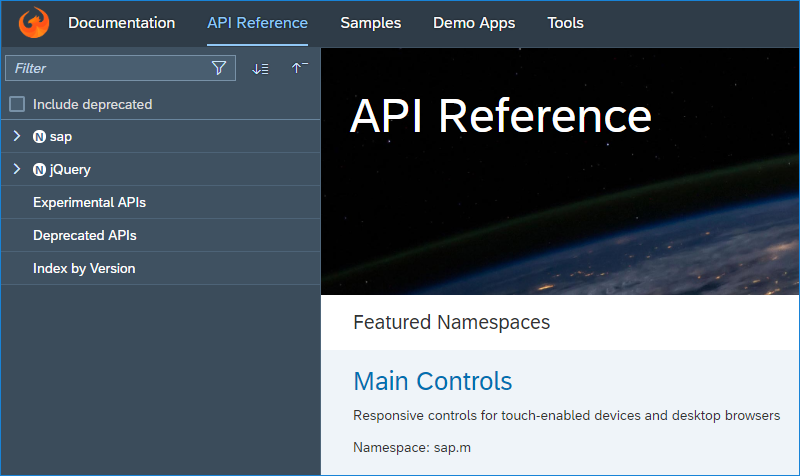 Documentation API Reference Samples Demo Apps Tools
Filter
Include deprecated
N sap
N jQuery
Experimental APIs
Deprecated APIs
Index by Version
API Reference
Featured Namespaces
Main Controls
Responsive controls for touch-enabled devices and desktop browsers
Namespace: sap.m